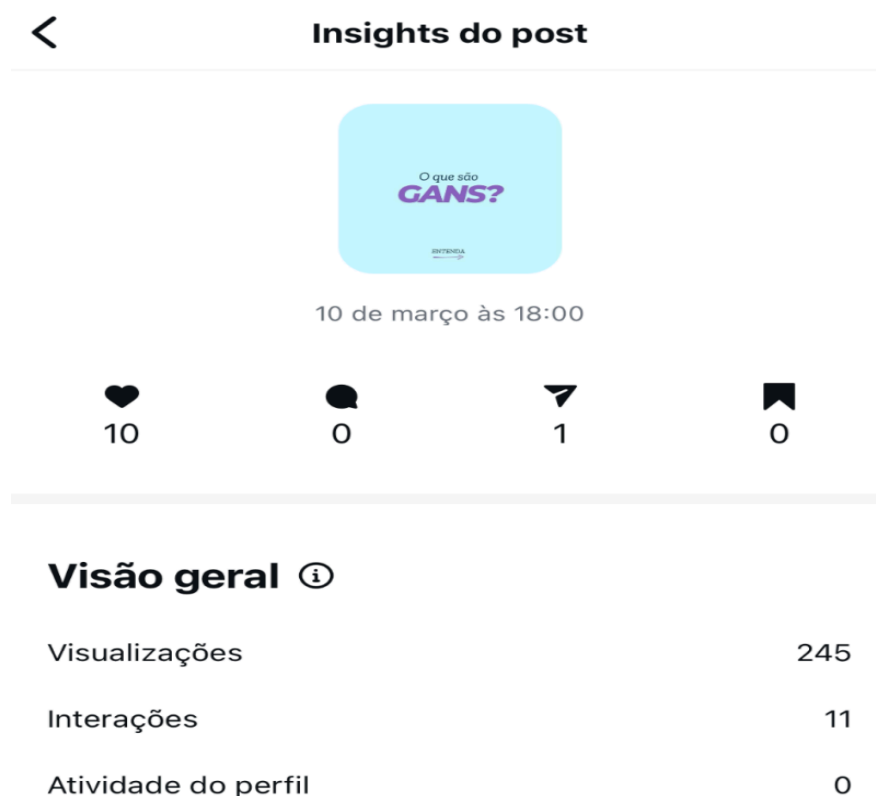 Insights do post
O que são
GANS?
ENTENDA
10 de março às 18:00
10 0 1 0
Visão geral
Visualizações 245
Interações 11
Atividade do perfil 0